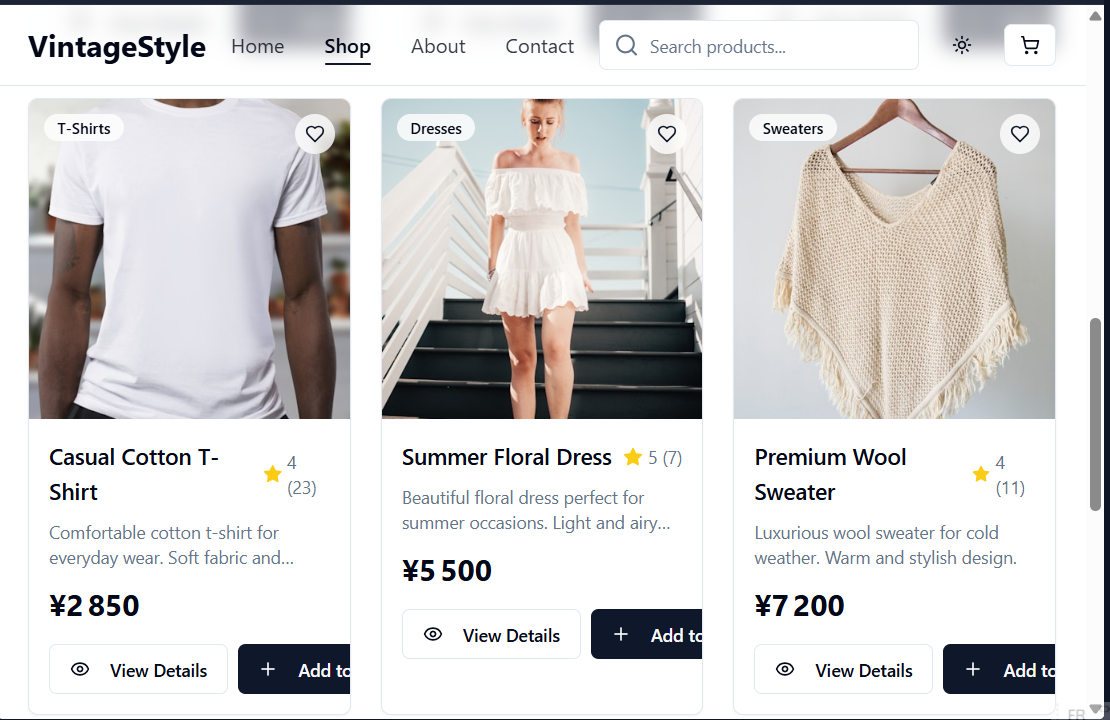 VintageStyle
Home
Shop
About
Contact
Search products...
T-Shirts
Casual Cotton T-
Shirt
4
(23)
Comfortable cotton t-shirt for
everyday wear. Soft fabric and...
¥2 850
View Details
Add to
Dresses
Summer Floral Dress
5 (7)
Beautiful floral dress perfect for
summer occasions. Light and airy...
¥5 500
View Details
Add to
Sweaters
Premium Wool
Sweater
4
(11)
Luxurious wool sweater for cold
weather. Warm and stylish design.
¥7 200
View Details
Add to
FR